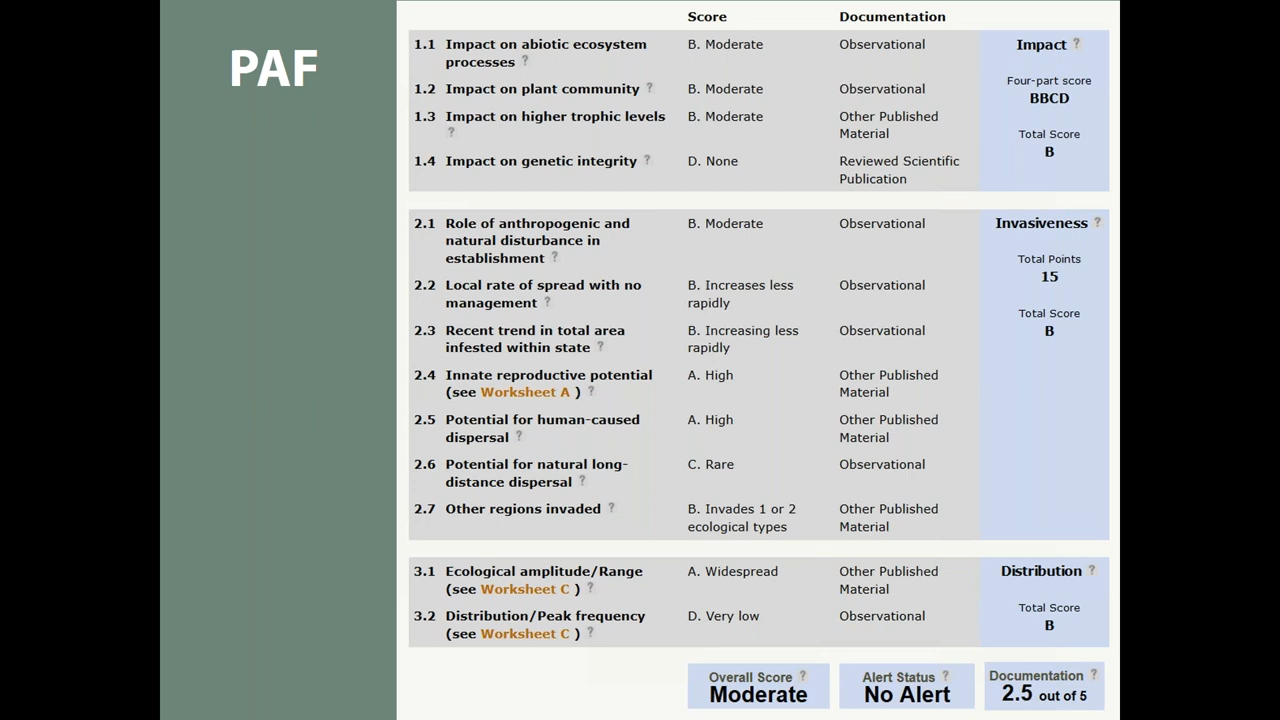 PAF
Score Documentation
1.1 Impact on abiotic ecosystem processes ? B. Moderate Observational
1.2 Impact on plant community ? B. Moderate Observational
1.3 Impact on higher trophic levels ? B. Moderate Other Published Material
1.4 Impact on genetic integrity ? D. None Reviewed Scientific Publication
Impact ?
Four-part score
BBCD
Total Score
B
2.1 Role of anthropogenic and natural disturbance in establishment ? B. Moderate Observational
2.2 Local rate of spread with no management ? B. Increases less rapidly Observational
2.3 Recent trend in total area infested within state ? B. Increasing less rapidly Observational
2.4 Innate reproductive potential (see Worksheet A ) ? A. High Other Published Material
2.5 Potential for human-caused dispersal ? A. High Other Published Material
2.6 Potential for natural long-distance dispersal ? C. Rare Observational
2.7 Other regions invaded ? B. Invades 1 or 2 ecological types Other Published Material
Invasiveness ?
Total Points
15
Total Score
B
3.1 Ecological amplitude/Range (see Worksheet C ) ? A. Widespread Other Published Material
3.2 Distribution/Peak frequency (see Worksheet C ) ? D. Very low Observational
Distribution ?
Total Score
B
Overall Score ?
Moderate
Alert Status ?
No Alert
Documentation ?
2.5 out of 5